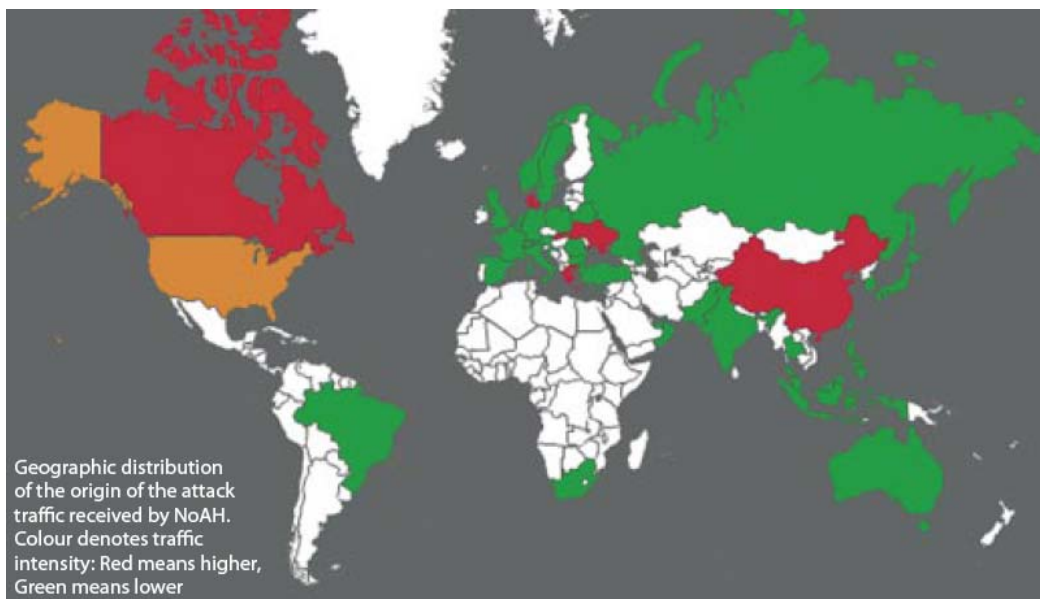 Geographic distribution
of the origin of the attack
traffic received by NoAH.
Colour denotes traffic
intensity: Red means higher,
Green means lower